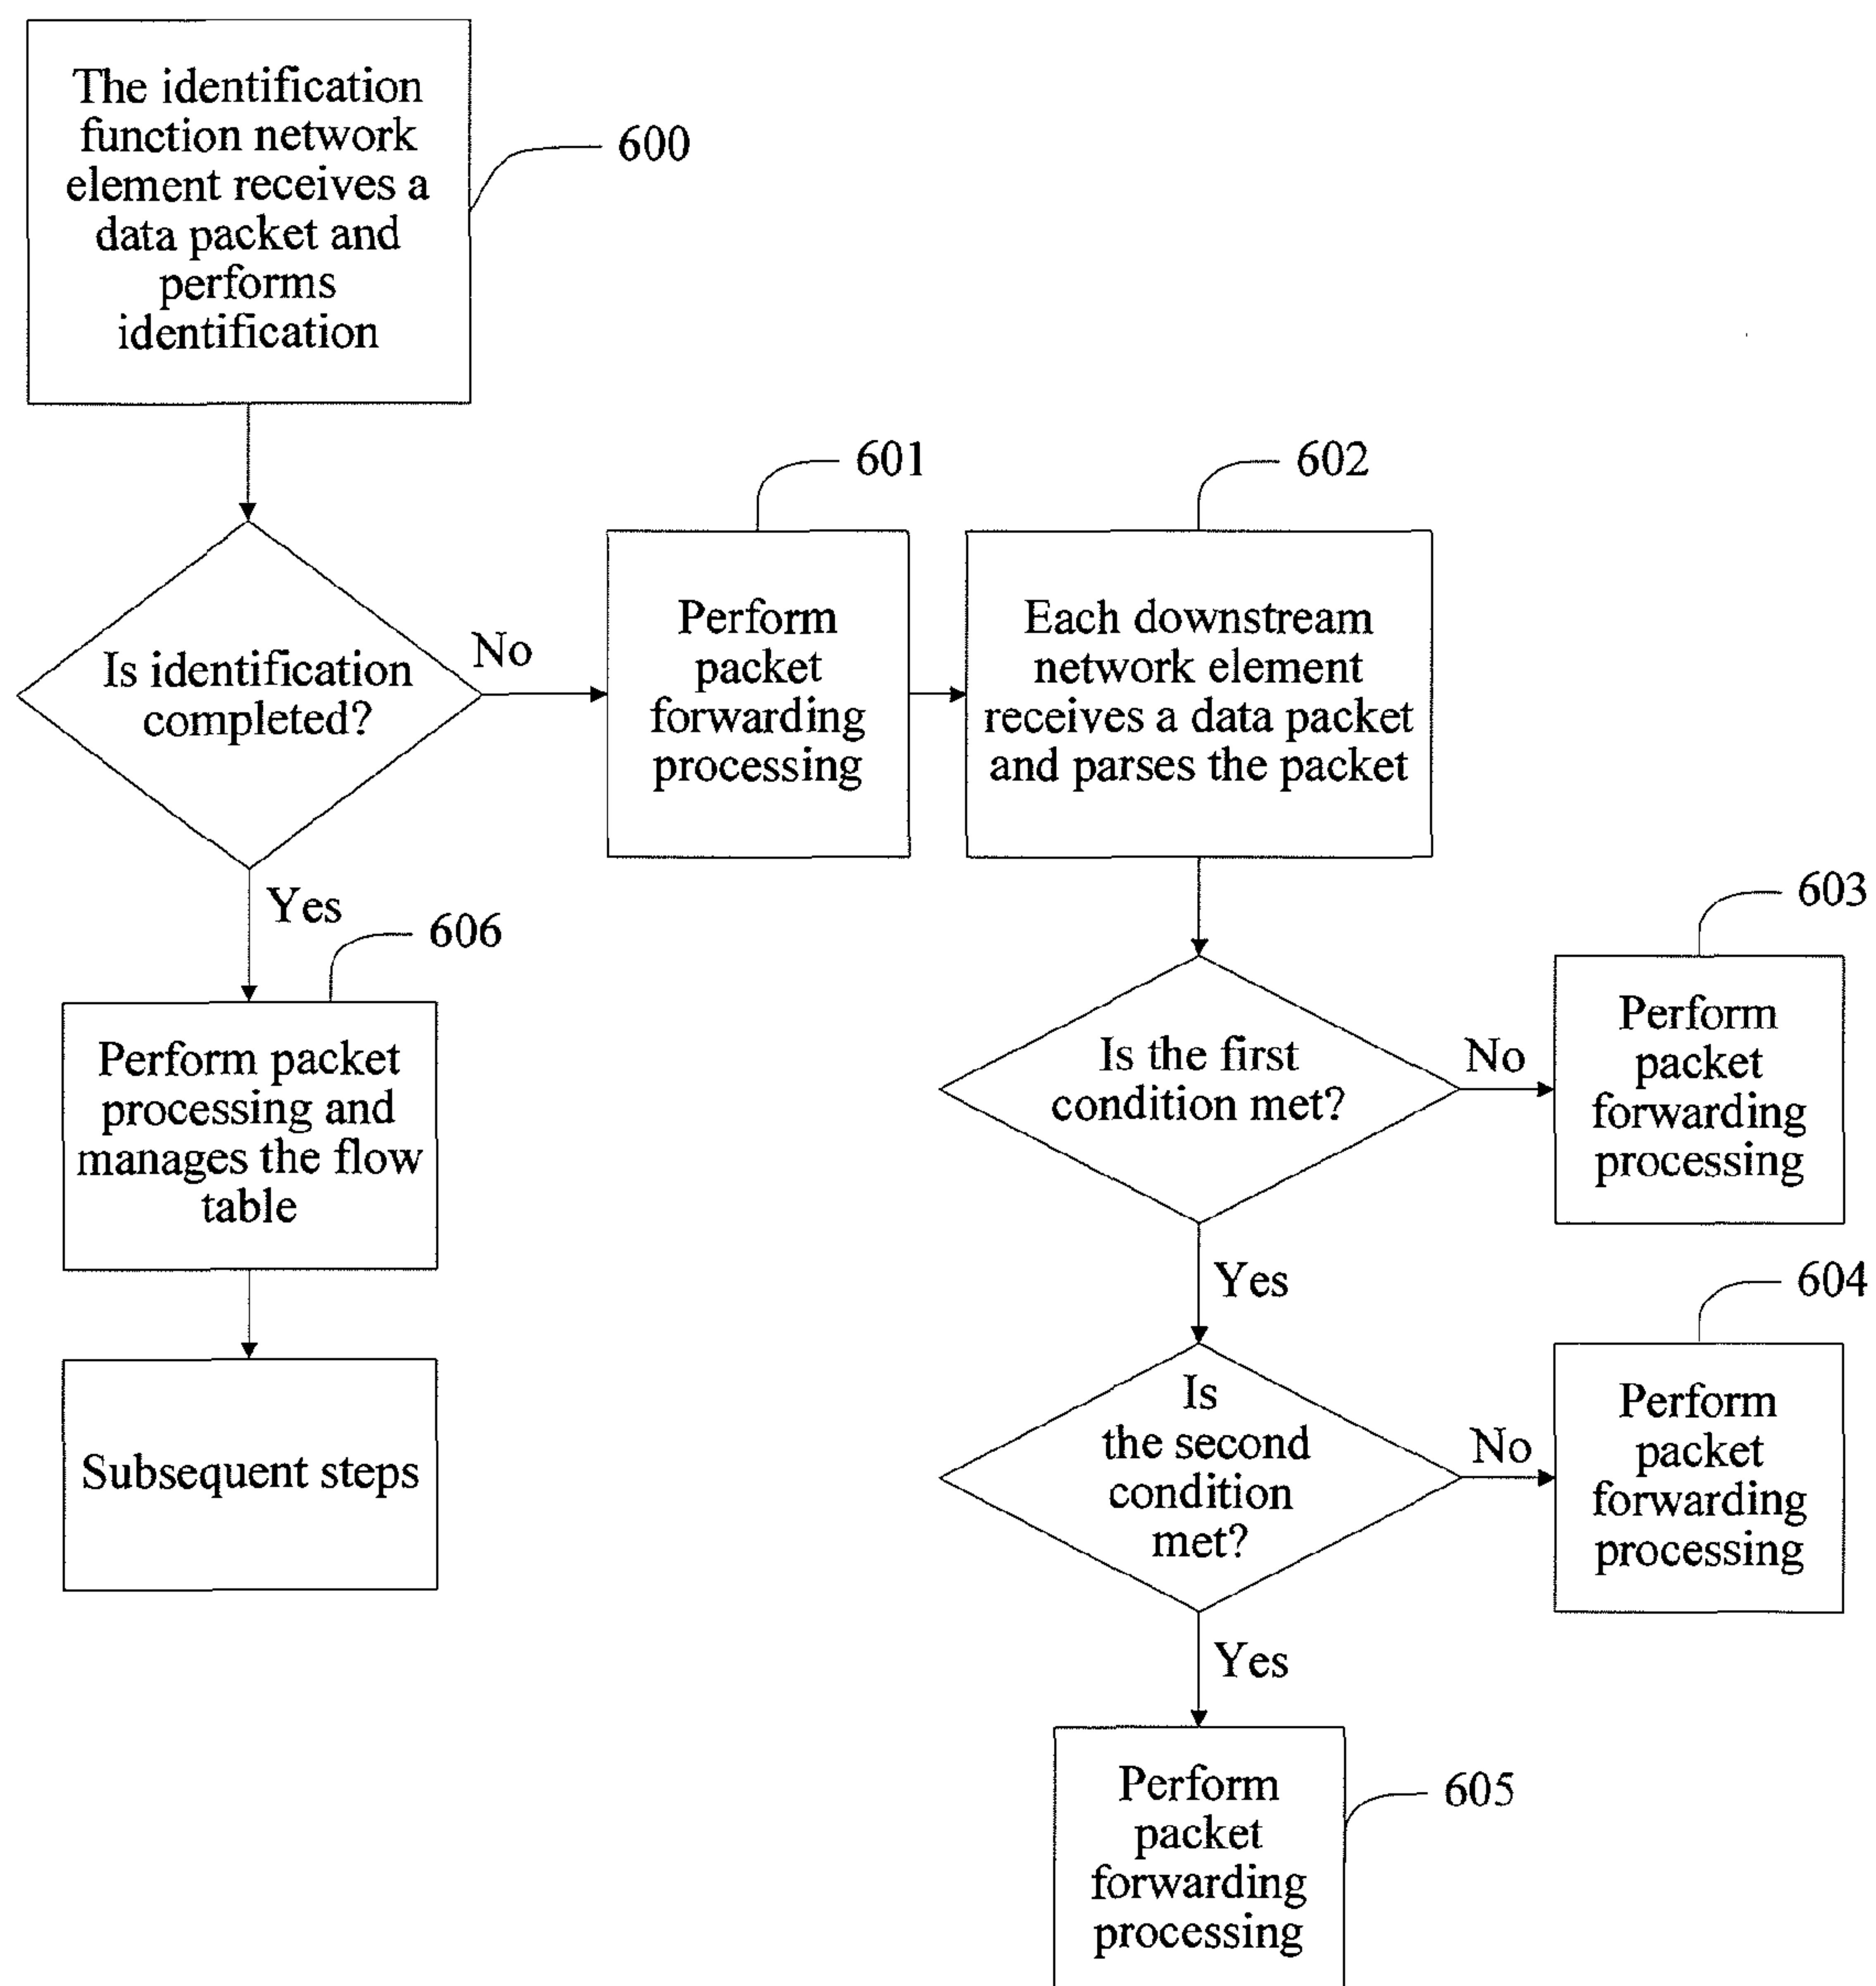 The identification
function network
element receives a
data packet and
performs
identification
600
601
602
Is identification
completed?
No
Perform
packet
forwarding
processing
Each downstream
network element
receives a data packet
and parses the packet
Yes
606
603
Perform packet
processing and
manages the flow
table
Is the first
condition met?
No
Perform
packet
forwarding
processing
Yes
604
Subsequent steps
Is
the second
condition
met?
No
Perform
packet
forwarding
processing
Yes
Perform
packet
forwarding
processing
605